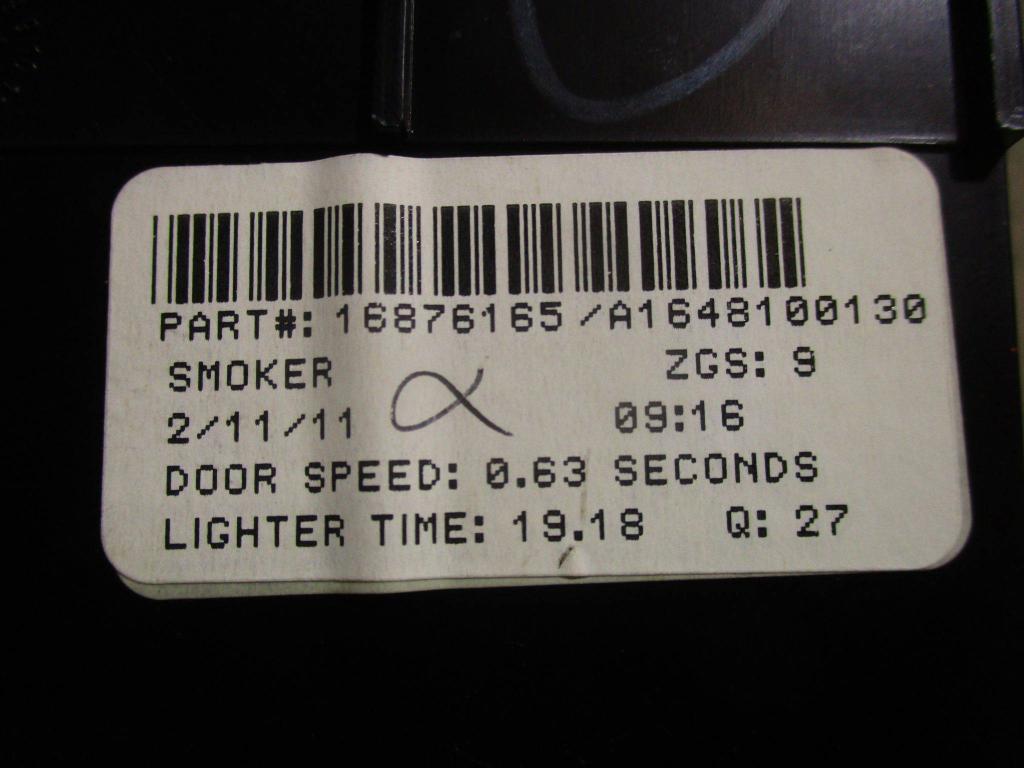 PART#: 16876165/A1648100130
SMOKER ZGS: 9
2/11/11 09:16
DOOR SPEED: 0.63 SECONDS
LIGHTER TIME: 19.18 Q: 27